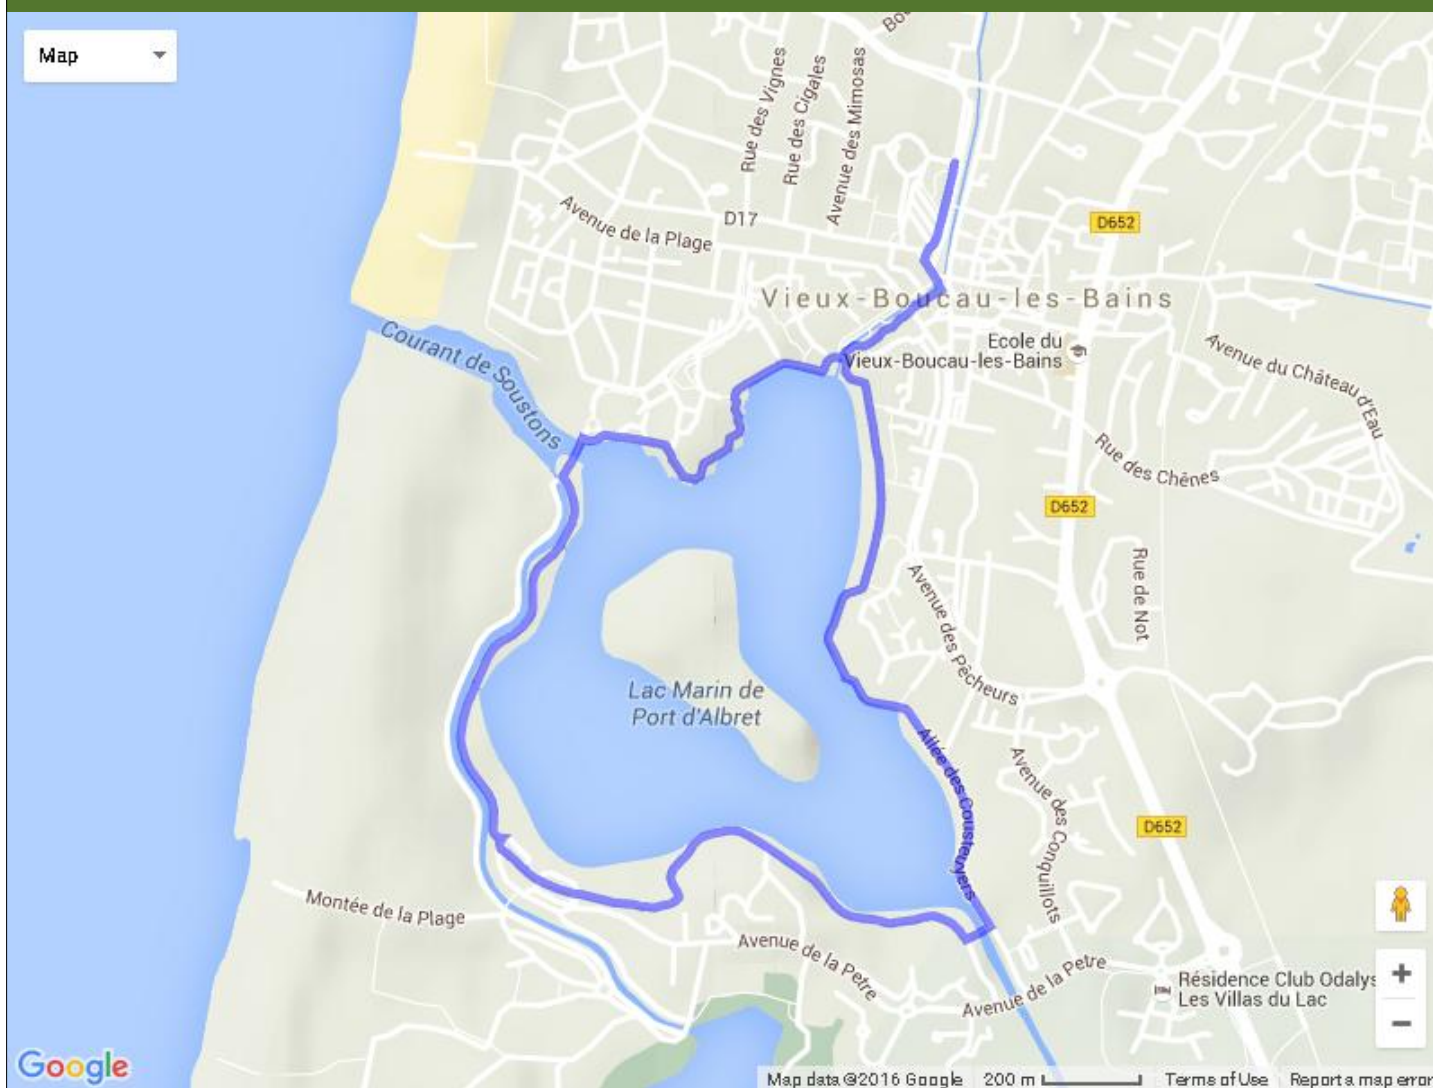 Map
Bou
Rue des Vignes
Rue des Cigales
Avenue des Mimosas
D17
Avenue de la Plage
D652
Vieux-Boucau-les-Bains
Courant de Soustons
Ecole du
Vieux-Boucau-les-Bains
Avenue du Château d'Eau
Rue des Chênes
D652
Rue de Not
Avenue des Pêcheurs
Lac Marin de
Port d'Albret
Allée des Cousteuyers
Avenue des Conquillots
D652
Montée de la Plage
Avenue de la Petre
Avenue de la Petre
Résidence Club Odalys
Les Villas du Lac
+
−
Google
Map data ©2016 Google 200 m Terms of Use Report a map error